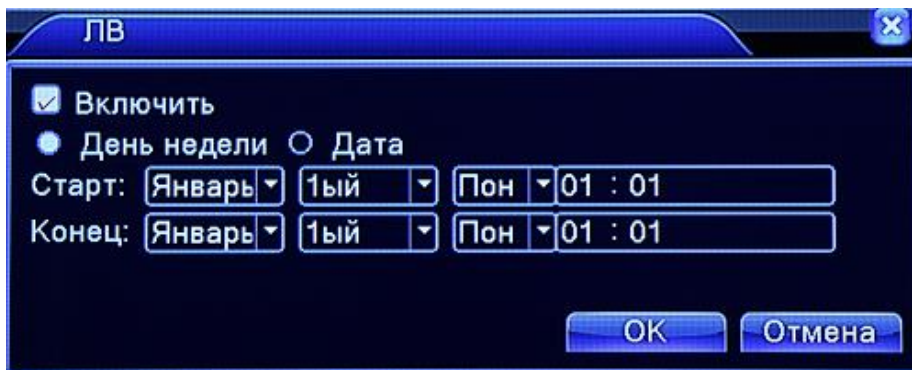 ЛВ
Включить
День недели Дата
Старт: Январь 1ый Пон 01 : 01
Конец: Январь 1ый Пон 01 : 01
OK Отмена